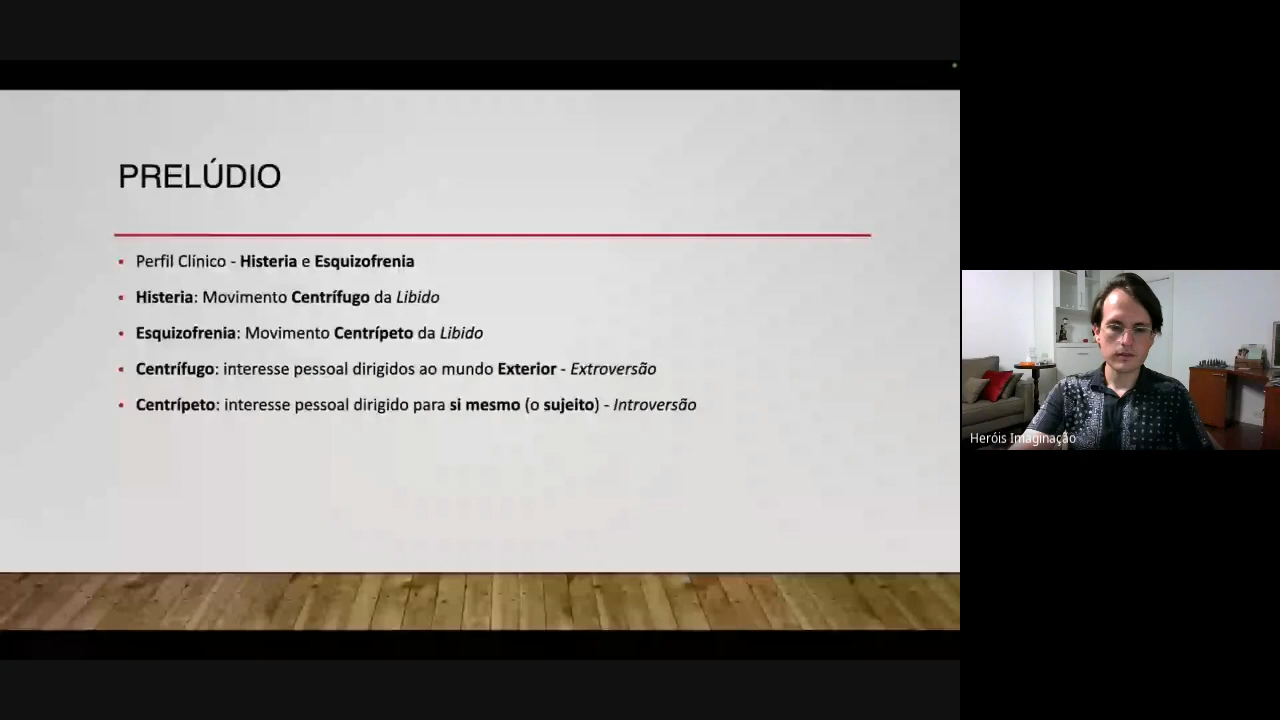 PRELÚDIO
• Perfil Clínico - Histeria e Esquizofrenia
• Histeria: Movimento Centrífugo da Libido
• Esquizofrenia: Movimento Centrípeto da Libido
• Centrífugo: interesse pessoal dirigidos ao mundo Exterior - Extroversão
• Centrípeto: interesse pessoal dirigido para si mesmo (o sujeito) - Introversão
Heróis Imaginação